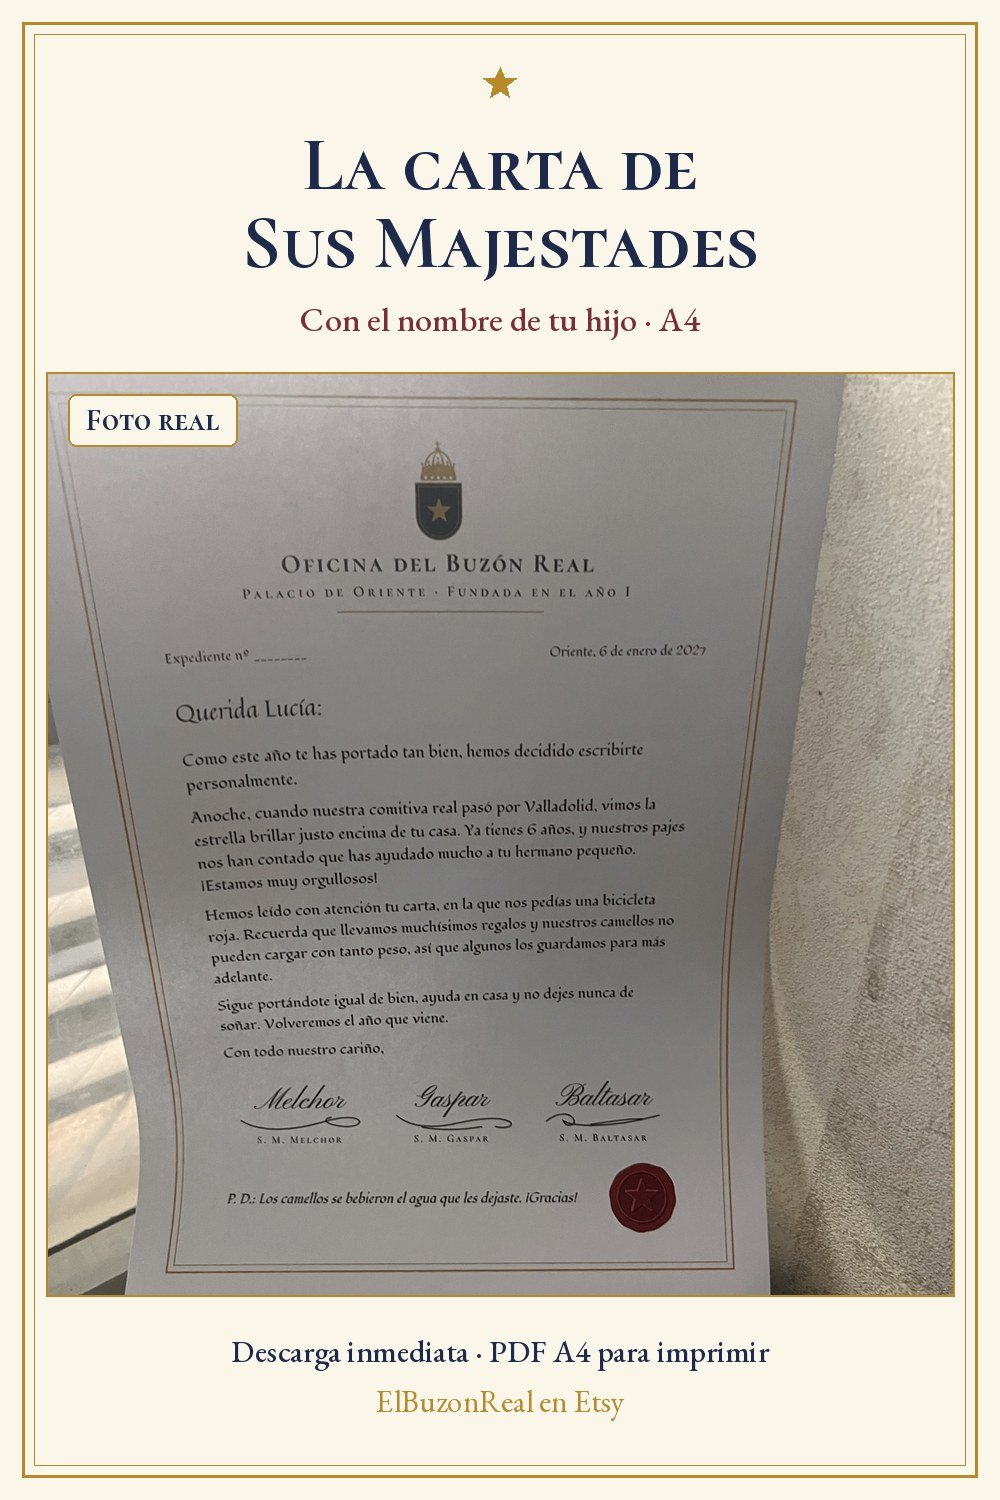 La carta de
Sus Majestades
Con el nombre de tu hijo · A4
Foto real
Oficina del Buzón Real
Palacio de Oriente · Fundada en el año I
Expediente nº ________
Oriente, 6 de enero de 2027
Querida Lucía:
Como este año te has portado tan bien, hemos decidido escribirte
personalmente.
Anoche, cuando nuestra comitiva real pasó por Valladolid, vimos la
estrella brillar justo encima de tu casa. Ya tienes 6 años, y nuestros pajes
nos han contado que has ayudado mucho a tu hermano pequeño.
¡Estamos muy orgullosos!
Hemos leído con atención tu carta, en la que nos pedías una bicicleta
roja. Recuerda que llevamos muchísimos regalos y nuestros camellos no
pueden cargar con tanto peso, así que algunos los guardamos para más
adelante.
Sigue portándote igual de bien, ayuda en casa y no dejes nunca de
soñar. Volveremos el año que viene.
Con todo nuestro cariño,
Melchor Gaspar Baltasar
S. M. Melchor S. M. Gaspar S. M. Baltasar
P. D.: Los camellos se bebieron el agua que les dejaste. ¡Gracias!
Descarga inmediata · PDF A4 para imprimir
ElBuzonReal en Etsy